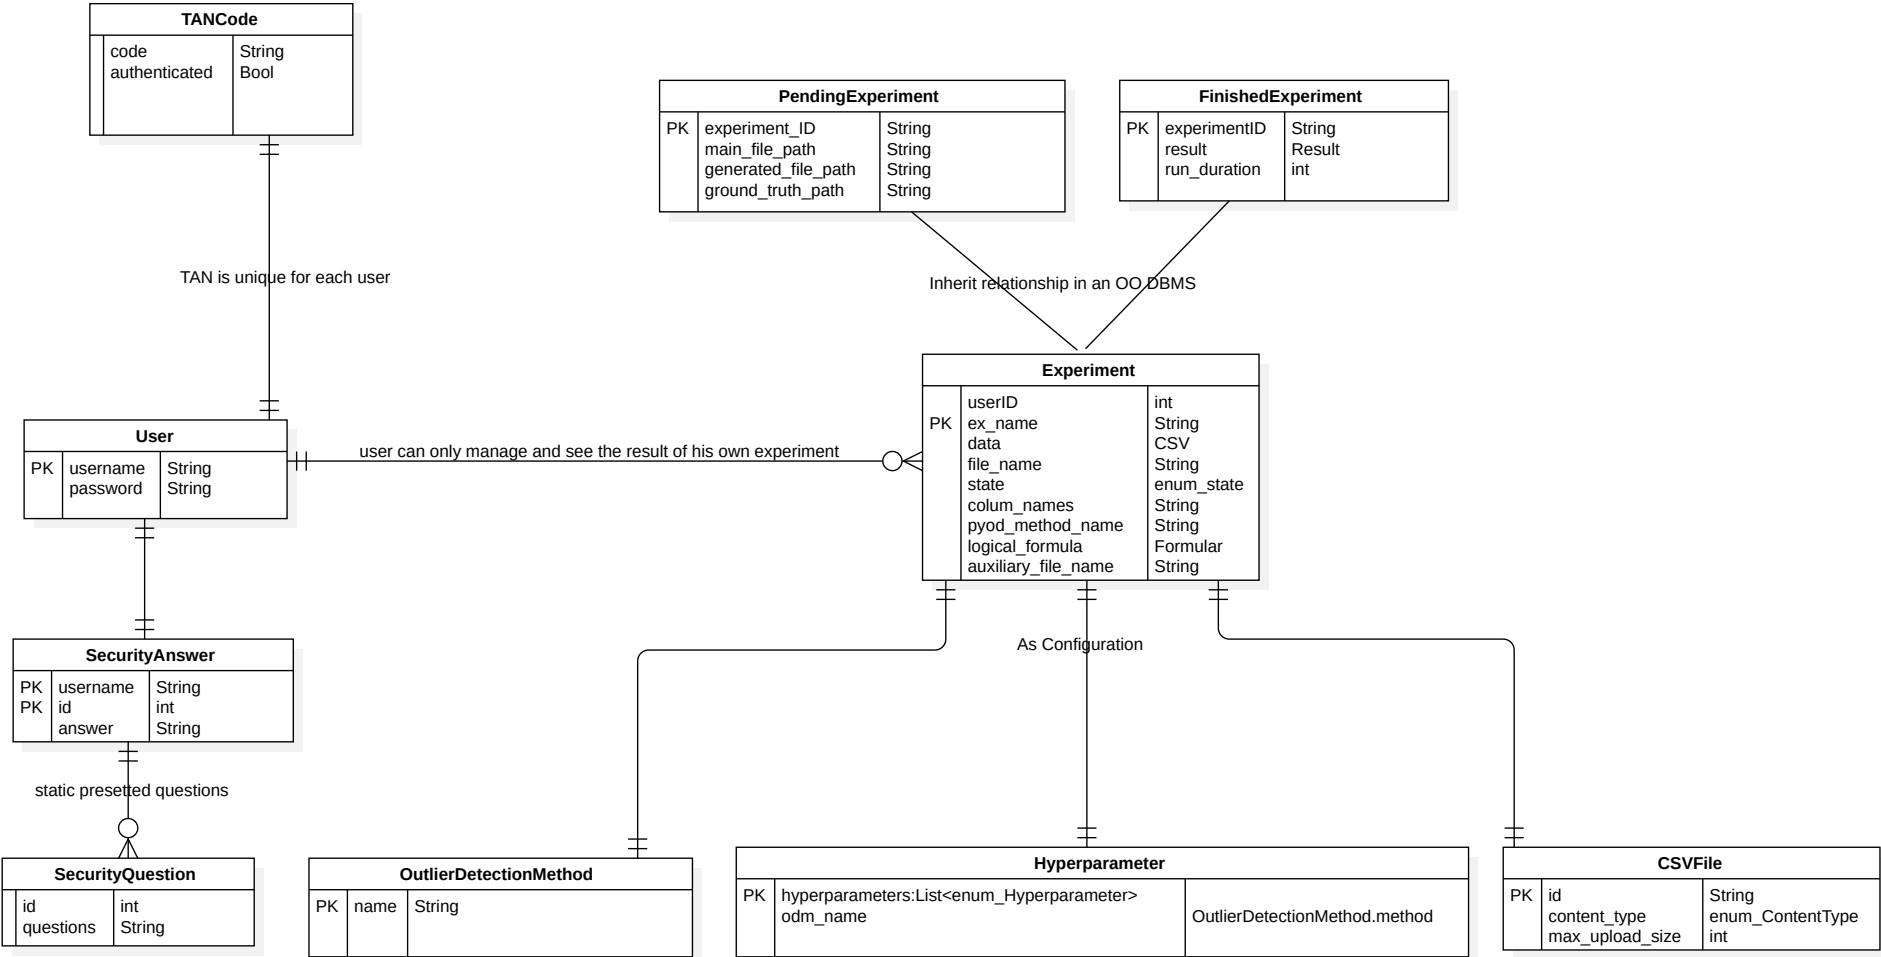 TANCode
code String
authenticated Bool
PendingExperiment
PK experiment_ID String
main_file_path String
generated_file_path String
ground_truth_path String
FinishedExperiment
PK experimentID String
result Result
run_duration int
TAN is unique for each user
Inherit relationship in an OO DBMS
Experiment
userID int
PK ex_name String
data CSV
file_name String
state enum_state
colum_names String
pyod_method_name String
logical_formula Formular
auxiliary_file_name String
User
PK username String
password String
user can only manage and see the result of his own experiment
SecurityAnswer
PK username String
PK id int
answer String
As Configuration
static presetted questions
SecurityQuestion
id int
questions String
OutlierDetectionMethod
PK name String
Hyperparameter
PK hyperparameters:List<enum_Hyperparameter>
odm_name OutlierDetectionMethod.method
CSVFile
PK id String
content_type enum_ContentType
max_upload_size int